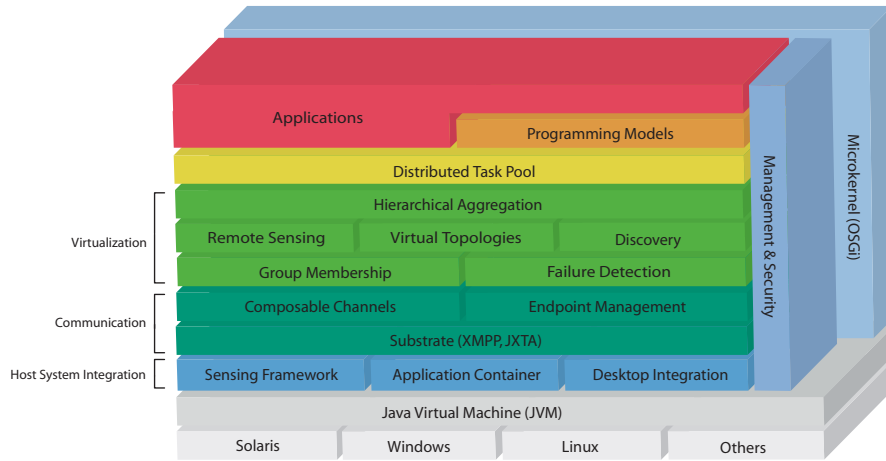 Applications
Programming Models
Distributed Task Pool
Hierarchical Aggregation
Virtualization
Remote Sensing
Virtual Topologies
Discovery
Group Membership
Failure Detection
Communication
Composable Channels
Endpoint Management
Substrate (XMPP, JXTA)
Host System Integration
Sensing Framework
Application Container
Desktop Integration
Java Virtual Machine (JVM)
Solaris
Windows
Linux
Others
Management & Security
Microkernel (OSGi)